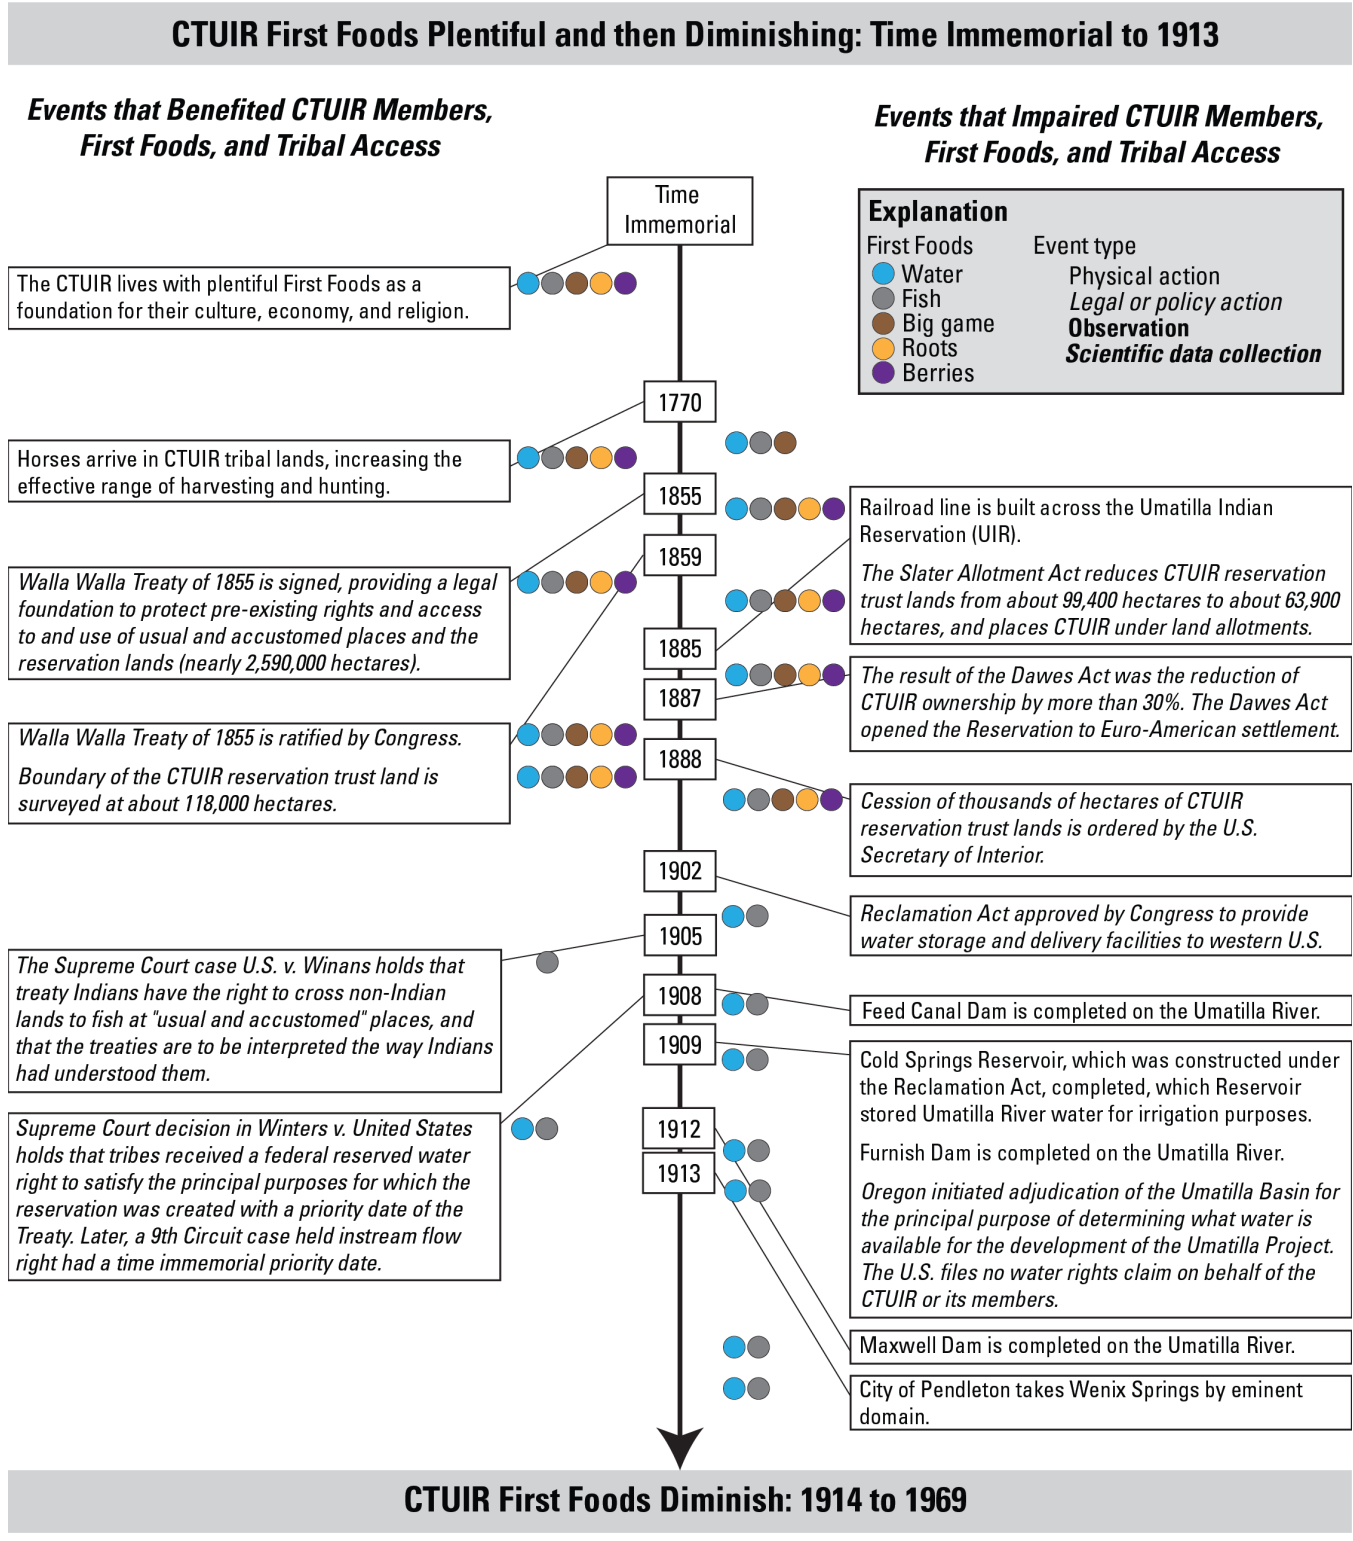 CTUIR First Foods Plentiful and then Diminishing: Time Immemorial to 1913
Events that Benefited CTUIR Members,
First Foods, and Tribal Access
Events that Impaired CTUIR Members,
First Foods, and Tribal Access
Explanation
First Foods
Water
Fish
Big game
Roots
Berries
Event type
Physical action
Legal or policy action
Observation
Scientific data collection
Time
Immemorial
The CTUIR lives with plentiful First Foods as a
foundation for their culture, economy, and religion.
1770
Horses arrive in CTUIR tribal lands, increasing the
effective range of harvesting and hunting.
1855
Walla Walla Treaty of 1855 is signed, providing a legal
foundation to protect pre-existing rights and access
to and use of usual and accustomed places and the
reservation lands (nearly 2,590,000 hectares).
1859
Walla Walla Treaty of 1855 is ratified by Congress.
Boundary of the CTUIR reservation trust land is
surveyed at about 118,000 hectares.
1885
Railroad line is built across the Umatilla Indian
Reservation (UIR).
The Slater Allotment Act reduces CTUIR reservation
trust lands from about 99,400 hectares to about 63,900
hectares, and places CTUIR under land allotments.
1887
The result of the Dawes Act was the reduction of
CTUIR ownership by more than 30%. The Dawes Act
opened the Reservation to Euro-American settlement.
1888
Cession of thousands of hectares of CTUIR
reservation trust lands is ordered by the U.S.
Secretary of Interior.
1902
Reclamation Act approved by Congress to provide
water storage and delivery facilities to western U.S.
1905
The Supreme Court case U.S. v. Winans holds that
treaty Indians have the right to cross non-Indian
lands to fish at "usual and accustomed" places, and
that the treaties are to be interpreted the way Indians
had understood them.
1908
Feed Canal Dam is completed on the Umatilla River.
Supreme Court decision in Winters v. United States
holds that tribes received a federal reserved water
right to satisfy the principal purposes for which the
reservation was created with a priority date of the
Treaty. Later, a 9th Circuit case held instream flow
right had a time immemorial priority date.
1909
Cold Springs Reservoir, which was constructed under
the Reclamation Act, completed, which Reservoir
stored Umatilla River water for irrigation purposes.
Furnish Dam is completed on the Umatilla River.
Oregon initiated adjudication of the Umatilla Basin for
the principal purpose of determining what water is
available for the development of the Umatilla Project.
The U.S. files no water rights claim on behalf of the
CTUIR or its members.
1912
Maxwell Dam is completed on the Umatilla River.
1913
City of Pendleton takes Wenix Springs by eminent
domain.
CTUIR First Foods Diminish: 1914 to 1969